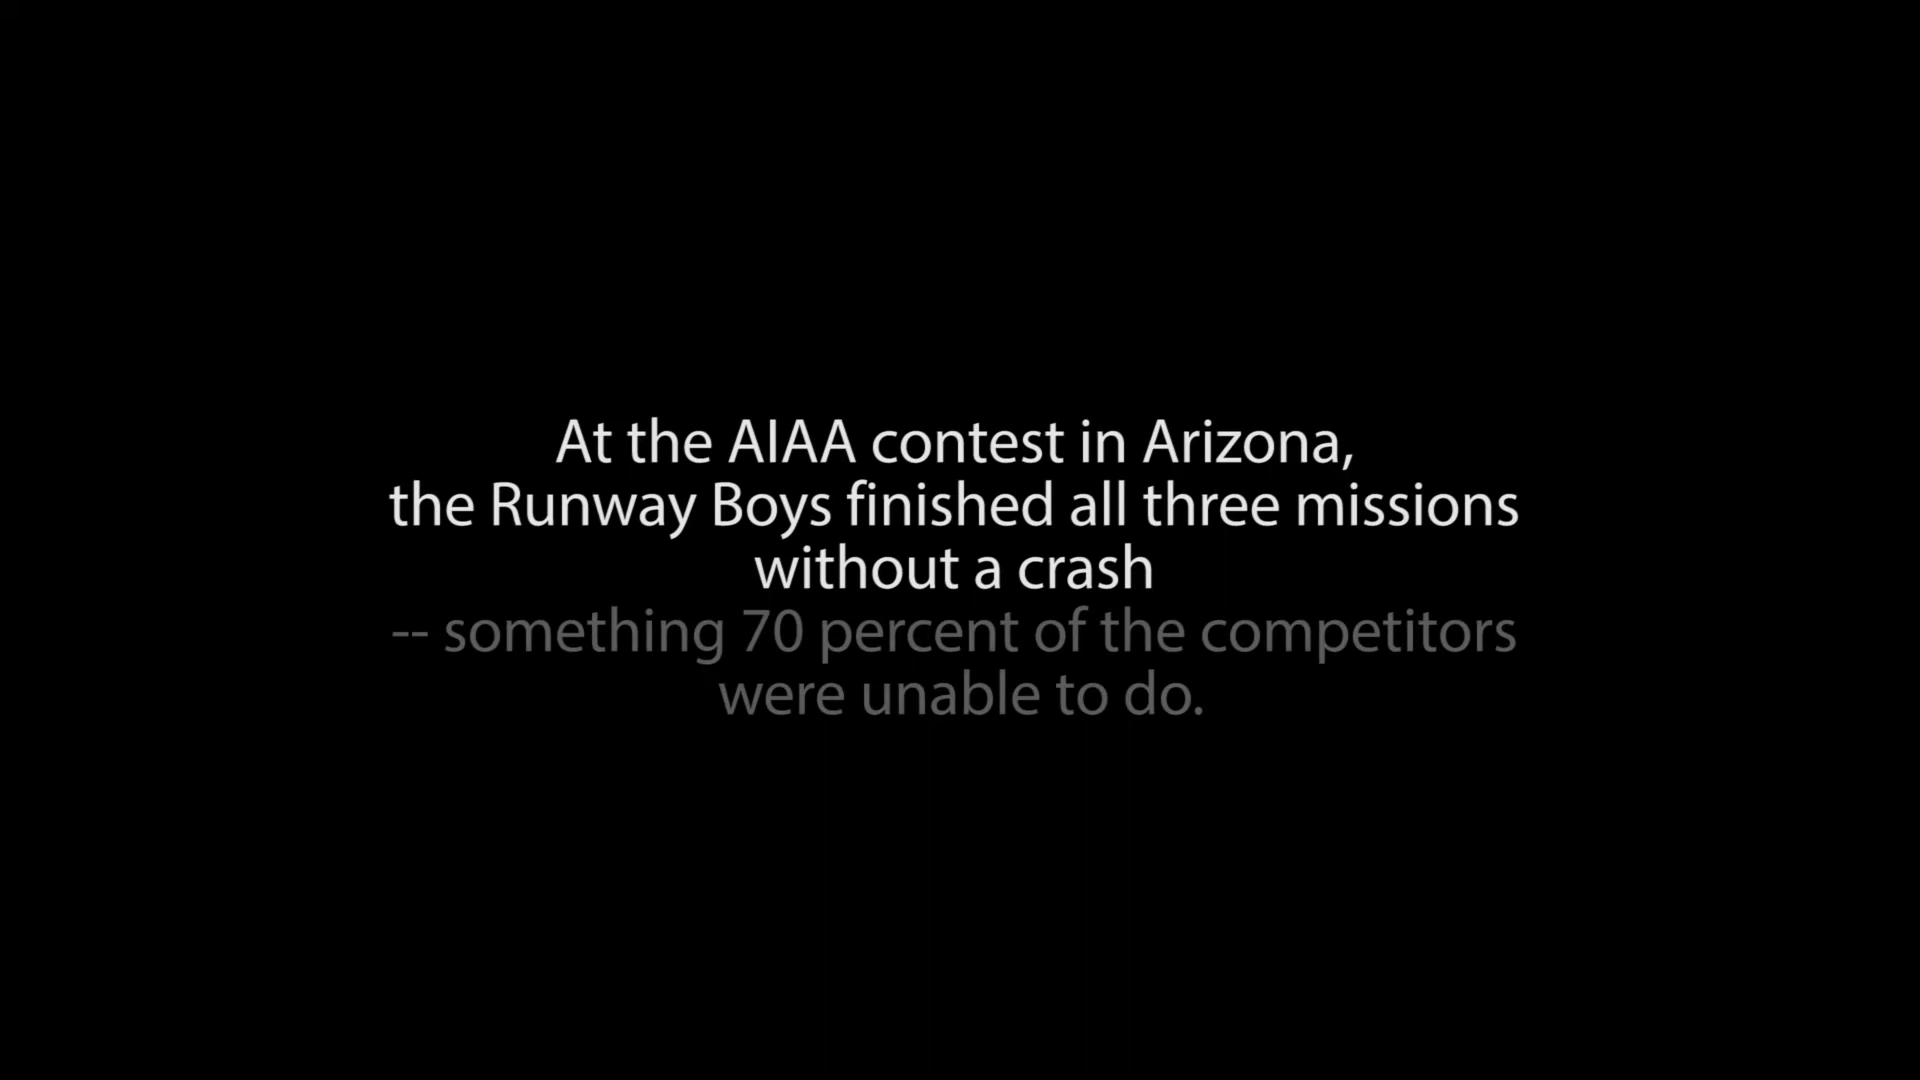 At the AIAA contest in Arizona,
the Runway Boys finished all three missions
without a crash
-- something 70 percent of the competitors
were unable to do.